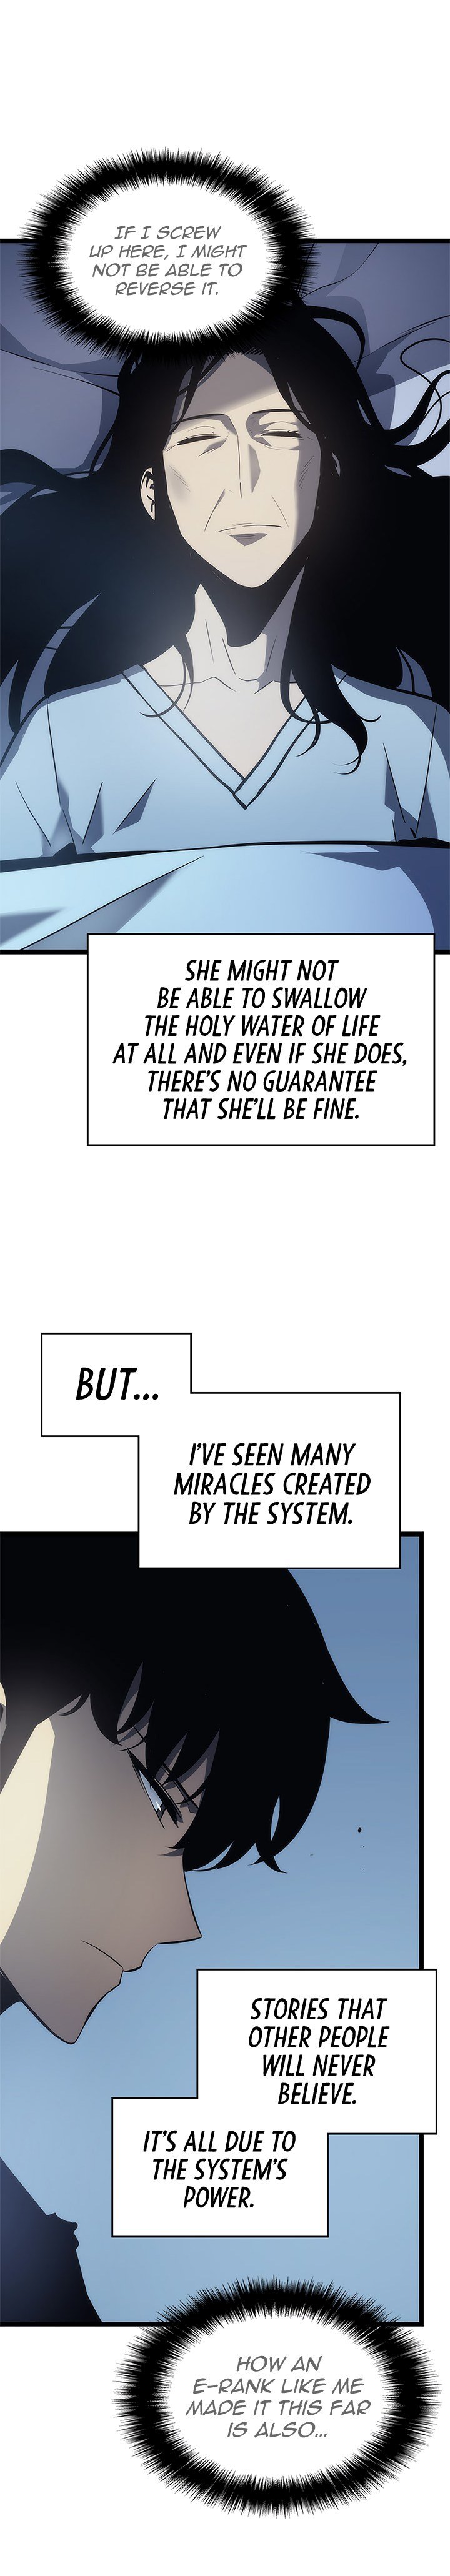 IF I SCREW
UP HERE, I MIGHT
NOT BE ABLE TO
REVERSE IT.
SHE MIGHT NOT
BE ABLE TO SWALLOW
THE HOLY WATER OF LIFE
AT ALL AND EVEN IF SHE DOES,
THERE'S NO GUARANTEE
THAT SHE'LL BE FINE.
BUT...
I'VE SEEN MANY
MIRACLES CREATED
BY THE SYSTEM.
STORIES THAT
OTHER PEOPLE
WILL NEVER
BELIEVE.
IT'S ALL DUE TO
THE SYSTEM'S
POWER.
HOW AN
E-RANK LIKE ME
MADE IT THIS FAR
IS ALSO...